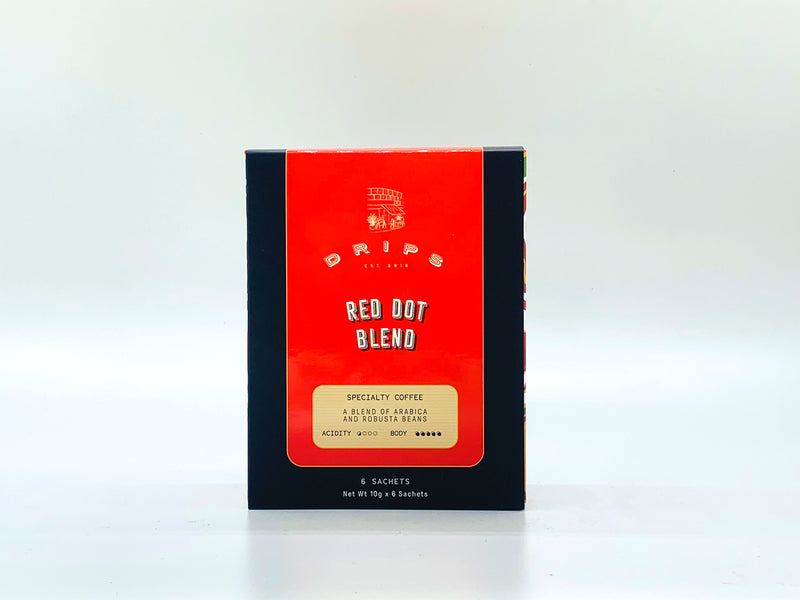 DRIPS
RED DOT
BLEND
SPECIALTY COFFEE
A BLEND OF ARABICA
AND ROBUSTA BEANS
ACIDITY BODY
6 SACHETS
Net Wt 10g x 6 Sachets